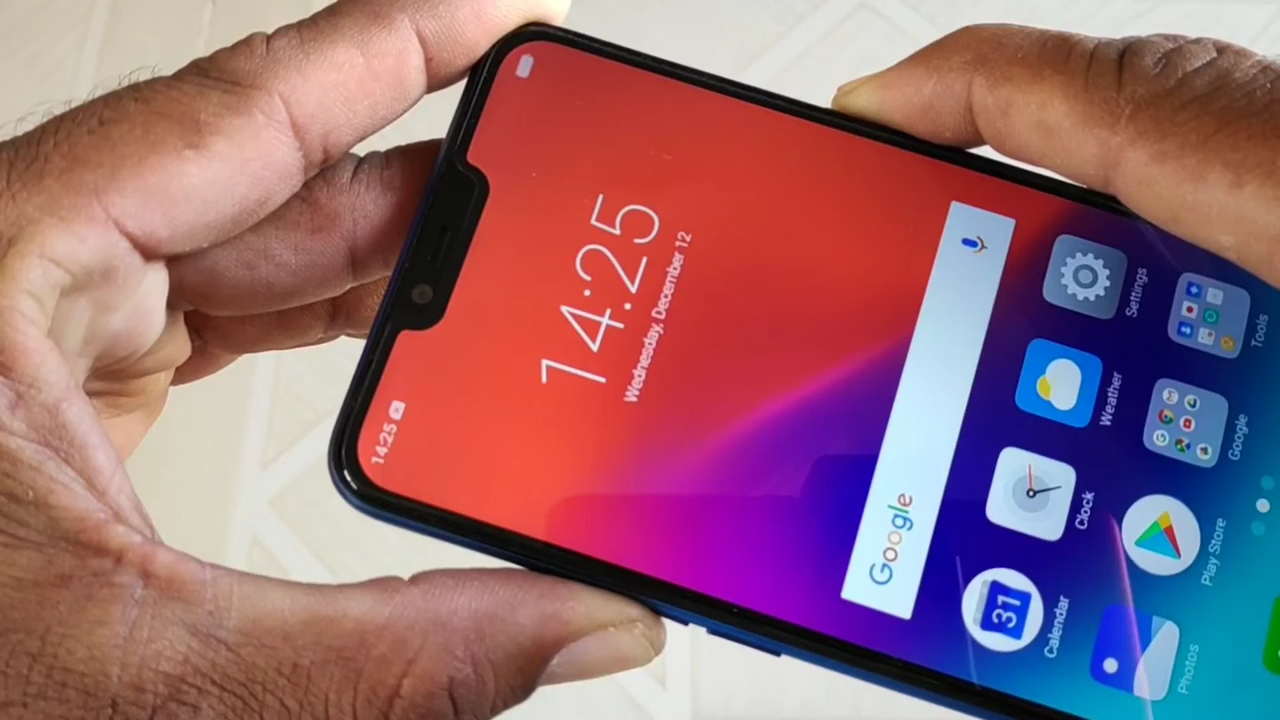 14:25
14:25
Wednesday, December 12
Google
31
Calendar
Clock
Weather
Settings
Photos
Play Store
Google
Tools